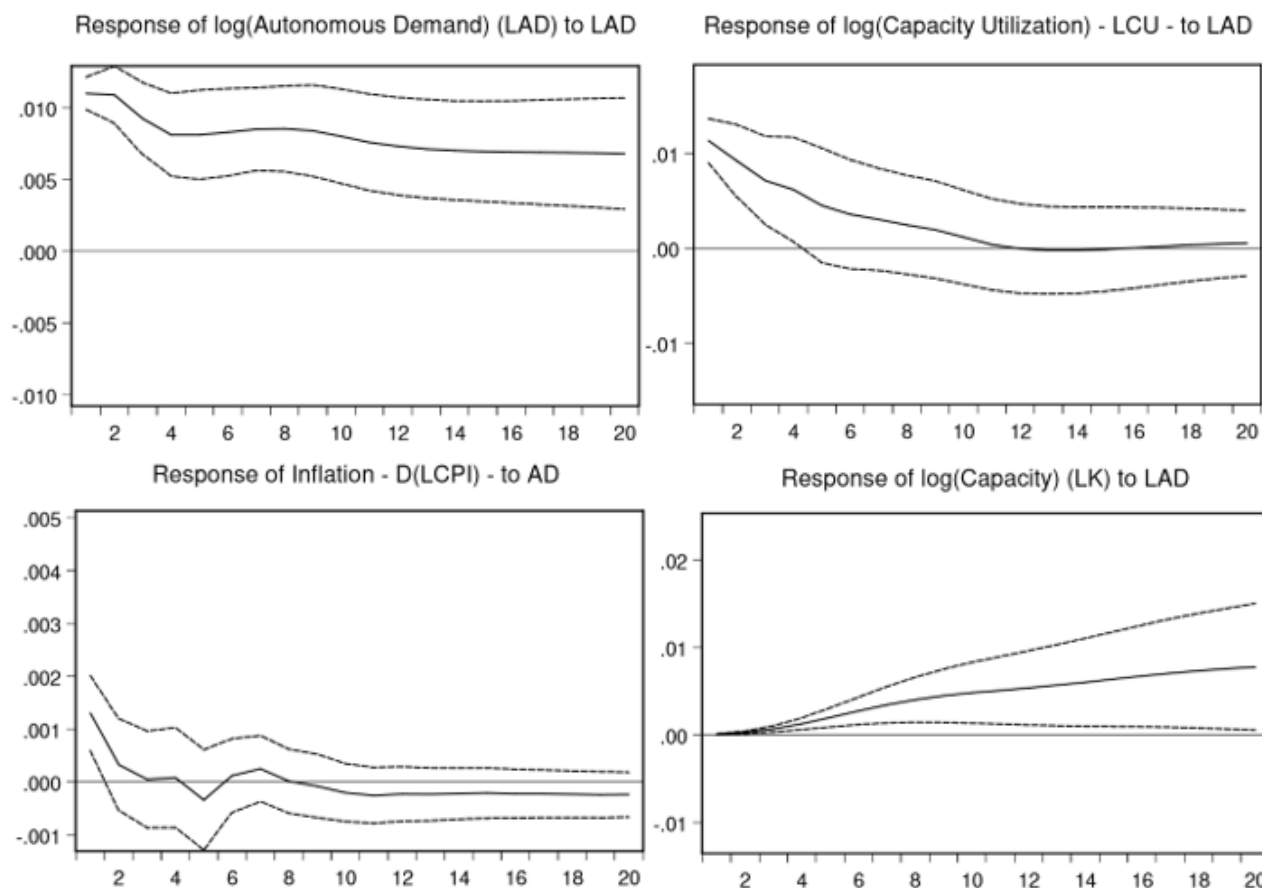 Response of log(Autonomous Demand) (LAD) to LAD
.010
.005
.000
-.005
-.010
2 4 6 8 10 12 14 16 18 20
Response of log(Capacity Utilization) - LCU - to LAD
.01
.00
-.01
2 4 6 8 10 12 14 16 18 20
Response of Inflation - D(LCPI) - to AD
.005
.004
.003
.002
.001
.000
-.001
2 4 6 8 10 12 14 16 18 20
Response of log(Capacity) (LK) to LAD
.02
.01
.00
-.01
2 4 6 8 10 12 14 16 18 20